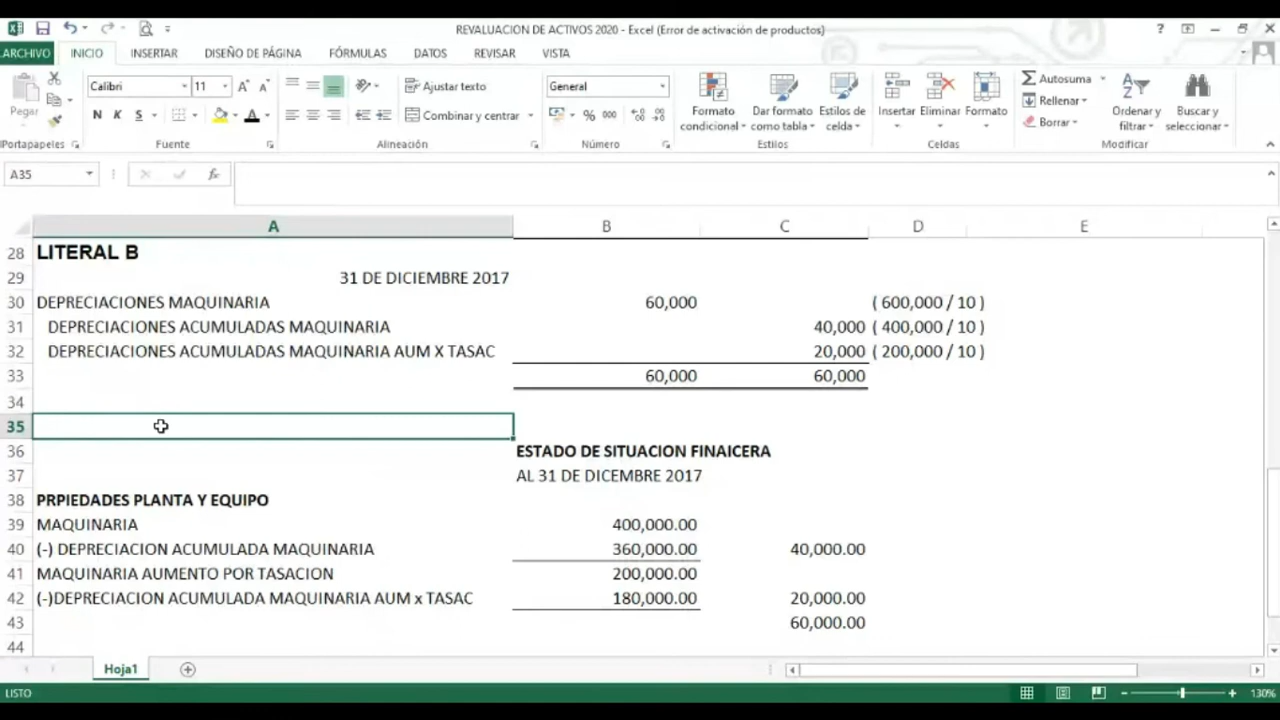 REVALUACION DE ACTIVOS 2020 - Excel (Error de activación de productos)
ARCHIVO INICIO INSERTAR DISEÑO DE PÁGINA FÓRMULAS DATOS REVISAR VISTA
Pegar
Calibri 11
N K S
Ajustar texto
Combinar y centrar
General
% 000
Formato condicional
Dar formato como tabla
Estilos de celda
Insertar Eliminar Formato
Autosuma
Rellenar
Borrar
Ordenar y filtrar
Buscar y seleccionar
Portapapeles Fuente Alineación Número Estilos Celdas Modificar
A35 fx
A B C D E
28 LITERAL B
29 31 DE DICIEMBRE 2017
30 DEPRECIACIONES MAQUINARIA 60,000 ( 600,000 / 10 )
31 DEPRECIACIONES ACUMULADAS MAQUINARIA 40,000 ( 400,000 / 10 )
32 DEPRECIACIONES ACUMULADAS MAQUINARIA AUM X TASAC 20,000 ( 200,000 / 10 )
33 60,000 60,000
34
35
36 ESTADO DE SITUACION FINAICERA
37 AL 31 DE DICEMBRE 2017
38 PRPIEDADES PLANTA Y EQUIPO
39 MAQUINARIA 400,000.00
40 (-) DEPRECIACION ACUMULADA MAQUINARIA 360,000.00 40,000.00
41 MAQUINARIA AUMENTO POR TASACION 200,000.00
42 (-)DEPRECIACION ACUMULADA MAQUINARIA AUM x TASAC 180,000.00 20,000.00
43 60,000.00
44
Hoja1
LISTO 130%